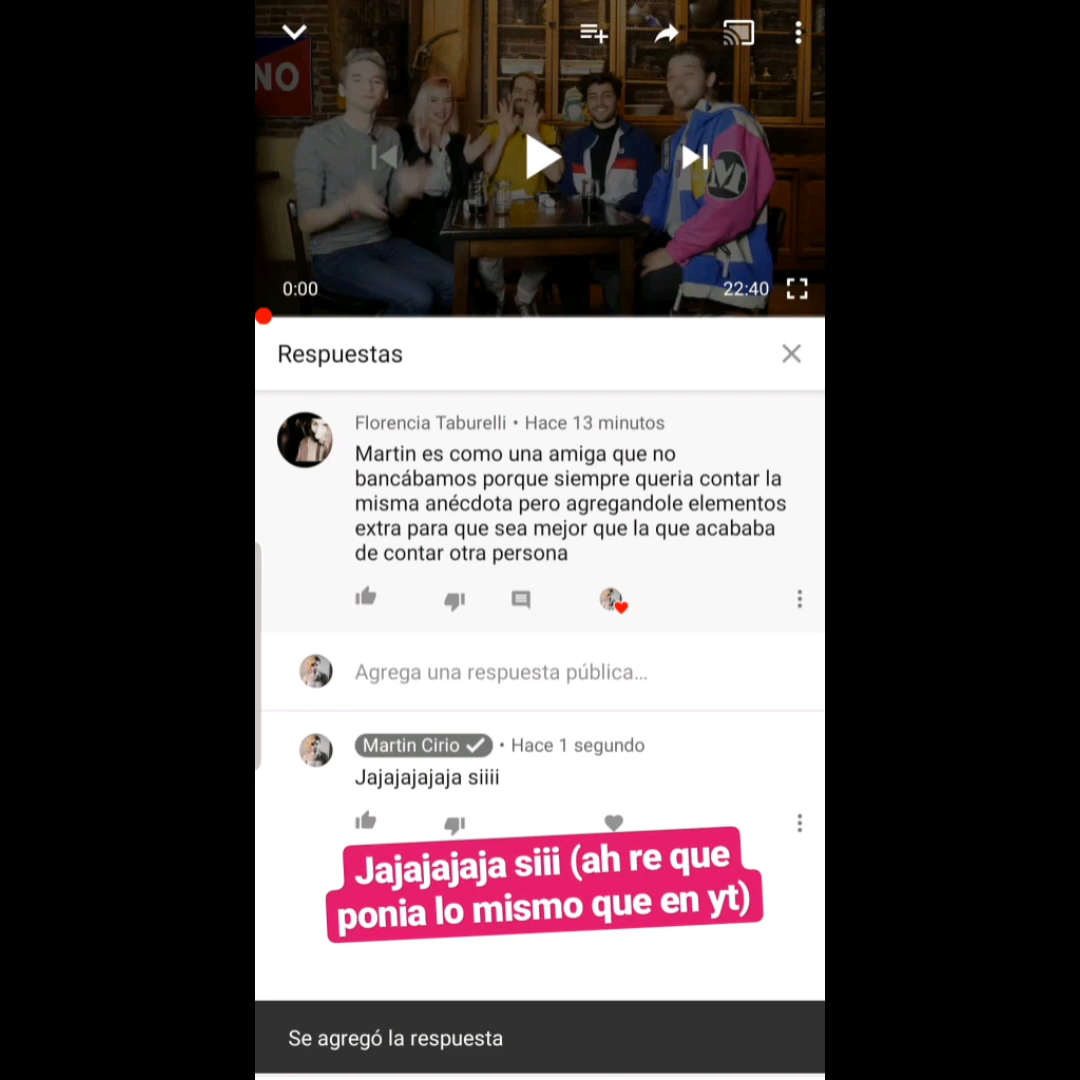 NO
M
0:00
22:40
Respuestas
Florencia Taburelli • Hace 13 minutos
Martin es como una amiga que no
bancábamos porque siempre queria contar la
misma anécdota pero agregandole elementos
extra para que sea mejor que la que acababa
de contar otra persona
Agrega una respuesta pública...
Martin Cirio • Hace 1 segundo
Jajajajajaja siiii
Jajajajaja siii (ah re que
ponia lo mismo que en yt)
Se agregó la respuesta